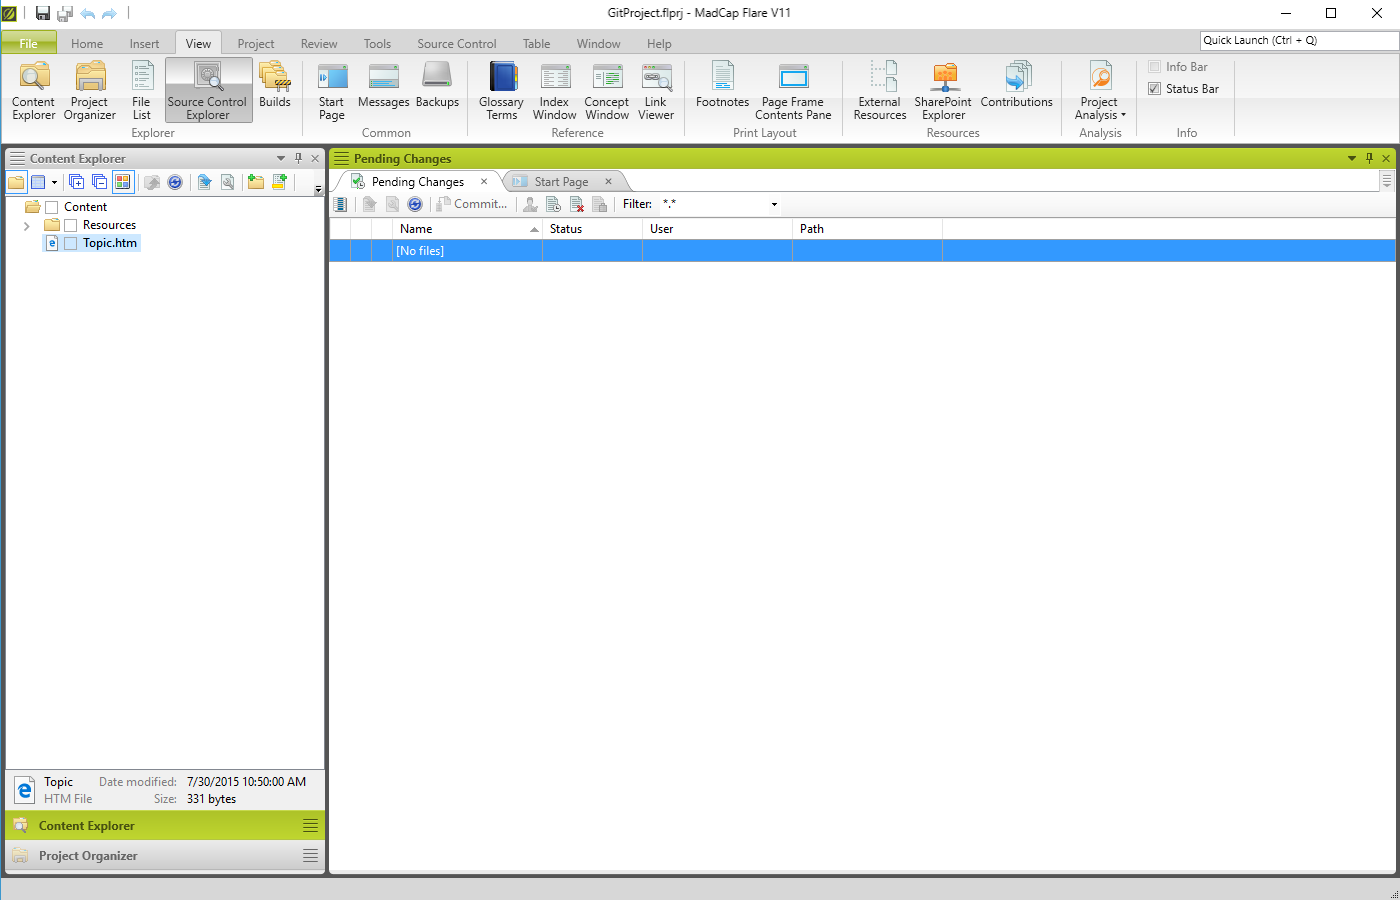 GitProject.flprj - MadCap Flare V11
File Home Insert View Project Review Tools Source Control Table Window Help
Quick Launch (Ctrl + Q)
Content Explorer
Project Organizer
File List
Source Control Explorer
Builds
Start Page
Messages
Backups
Glossary Terms
Index Window
Concept Window
Link Viewer
Footnotes
Page Frame Contents Pane
External Resources
SharePoint Explorer
Contributions
Project Analysis
Info Bar
Status Bar
Explorer
Common
Reference
Print Layout
Resources
Analysis
Info
Content Explorer
Content
Resources
Topic.htm
Topic Date modified: 7/30/2015 10:50:00 AM
HTM File Size: 331 bytes
Content Explorer
Project Organizer
Pending Changes
Pending Changes
Start Page
Commit... Filter: *.*
Name Status User Path
[No files]